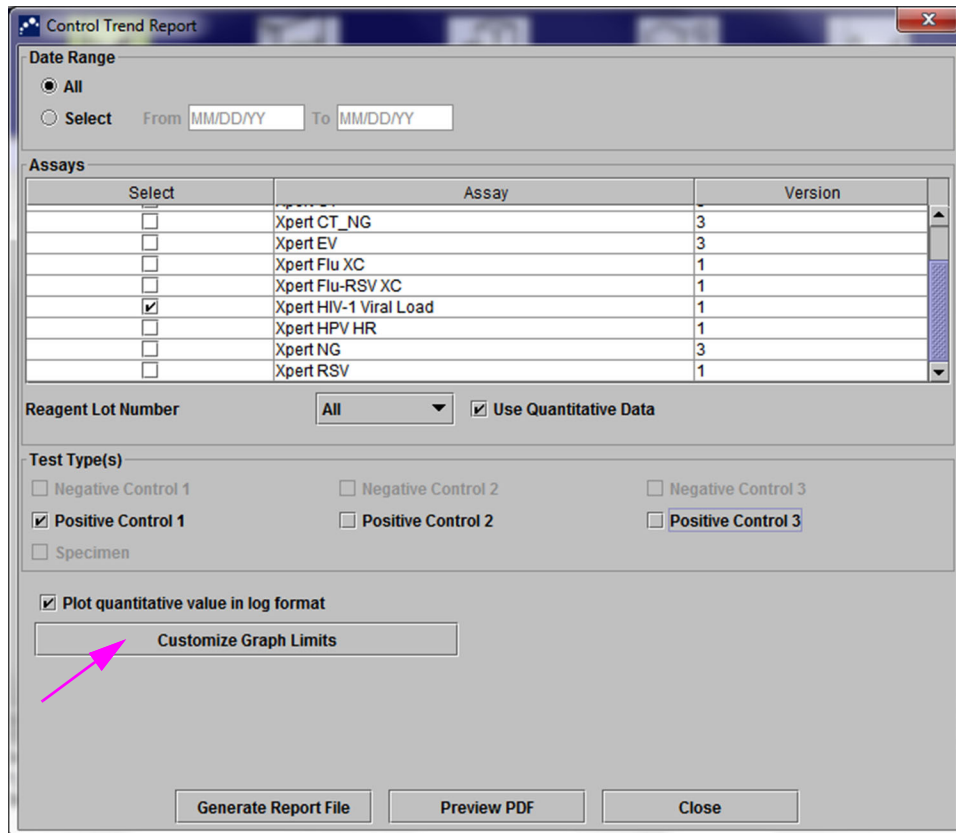 Control Trend Report
Date Range
All
Select From MM/DD/YY To MM/DD/YY
Assays
Select Assay Version
Xpert CT_NG 3
Xpert EV 3
Xpert Flu XC 1
Xpert Flu-RSV XC 1
Xpert HIV-1 Viral Load 1
Xpert HPV HR 1
Xpert NG 3
Xpert RSV 1
Reagent Lot Number All Use Quantitative Data
Test Type(s)
Negative Control 1 Negative Control 2 Negative Control 3
Positive Control 1 Positive Control 2 Positive Control 3
Specimen
Plot quantitative value in log format
Customize Graph Limits
Generate Report File Preview PDF Close